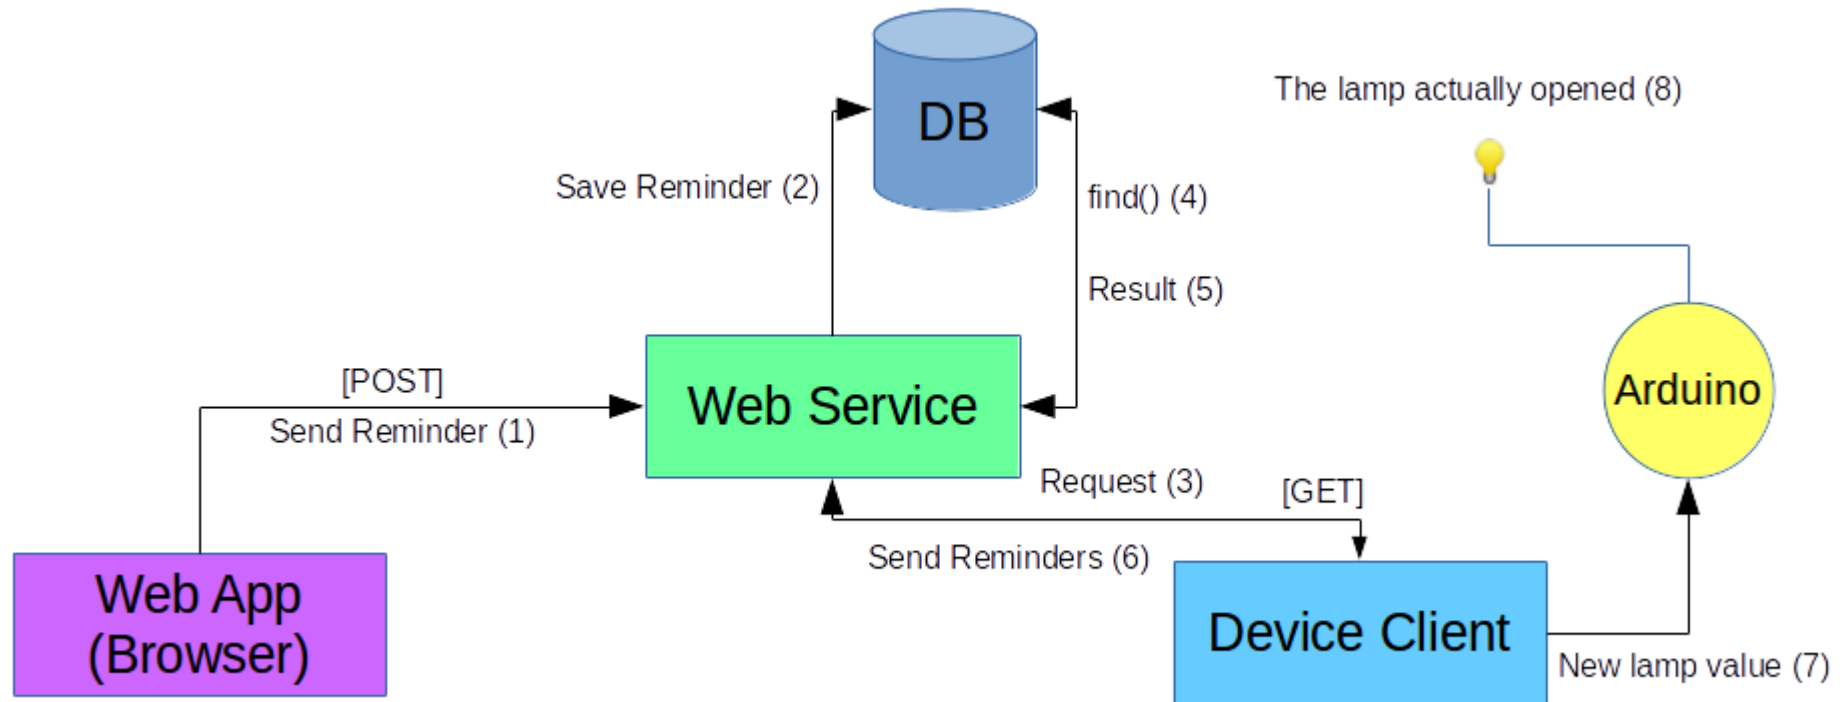 The lamp actually opened (8)
DB
Save Reminder (2)
find() (4)
Result (5)
[POST]
Send Reminder (1)
Web Service
Arduino
Request (3)
[GET]
Send Reminders (6)
Web App
(Browser)
Device Client
New lamp value (7)